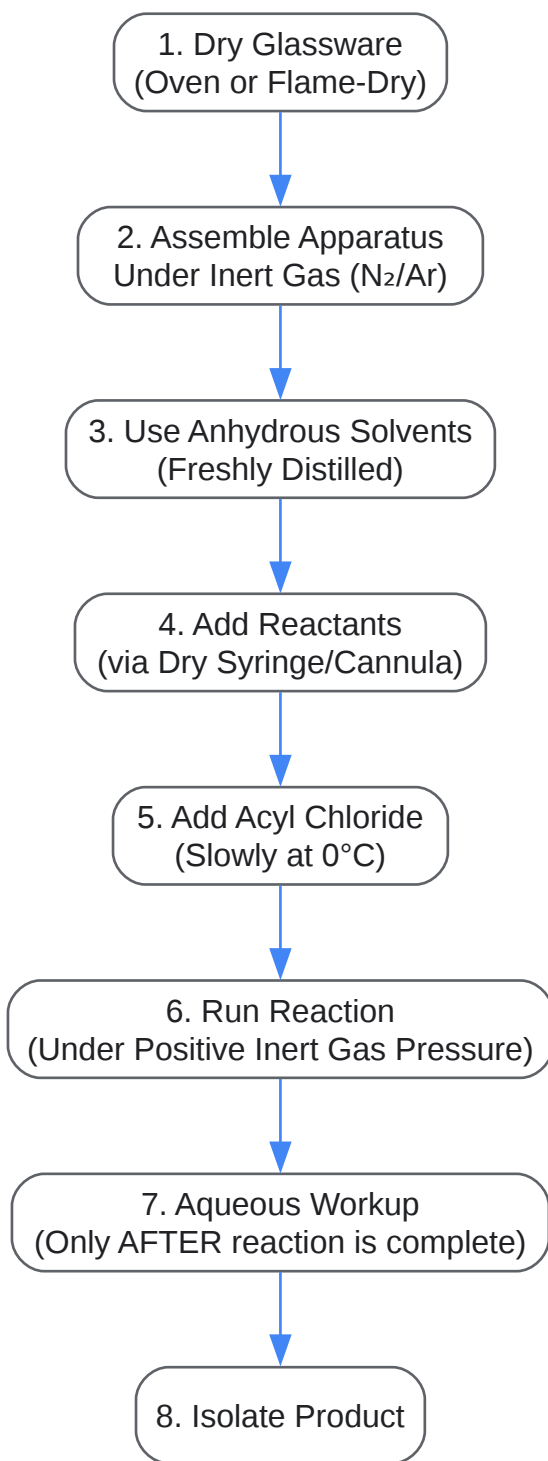 1. Dry Glassware
(Oven or Flame-Dry)
2. Assemble Apparatus
Under Inert Gas (N₂/Ar)
3. Use Anhydrous Solvents
(Freshly Distilled)
4. Add Reactants
(via Dry Syringe/Cannula)
5. Add Acyl Chloride
(Slowly at 0°C)
6. Run Reaction
(Under Positive Inert Gas Pressure)
7. Aqueous Workup
(Only AFTER reaction is complete)
8. Isolate Product